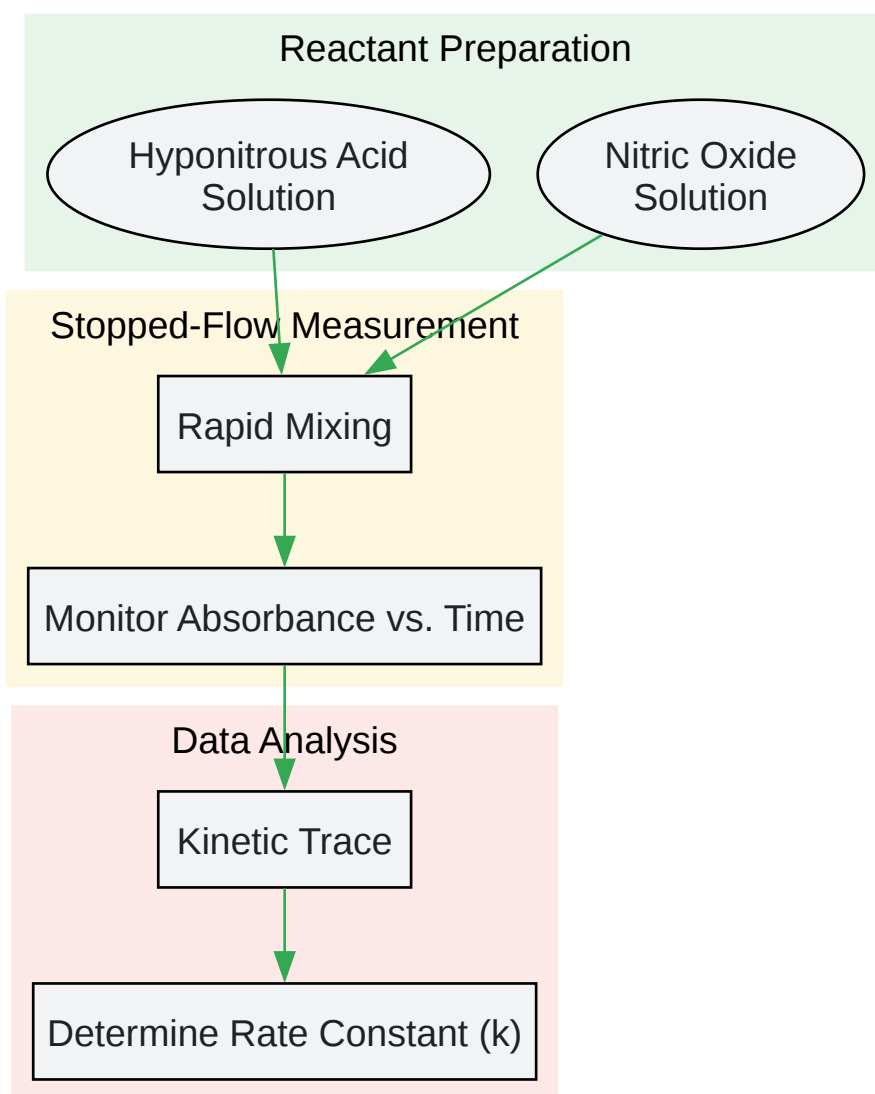 Reactant Preparation
Hyponitrous Acid
Solution
Nitric Oxide
Solution
Stopped-Flow Measurement
Rapid Mixing
Monitor Absorbance vs. Time
Data Analysis
Kinetic Trace
Determine Rate Constant (k)